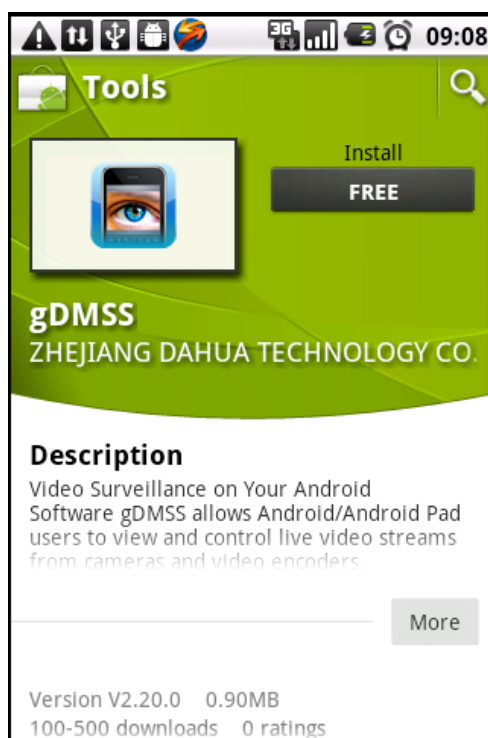 3G
09:08
Tools
Install
FREE
gDMSS
ZHEJIANG DAHUA TECHNOLOGY CO.
Description
Video Surveillance on Your Android
Software gDMSS allows Android/Android Pad
users to view and control live video streams
from cameras and video encoders.
More
Version V2.20.0 0.90MB
100-500 downloads 0 ratings